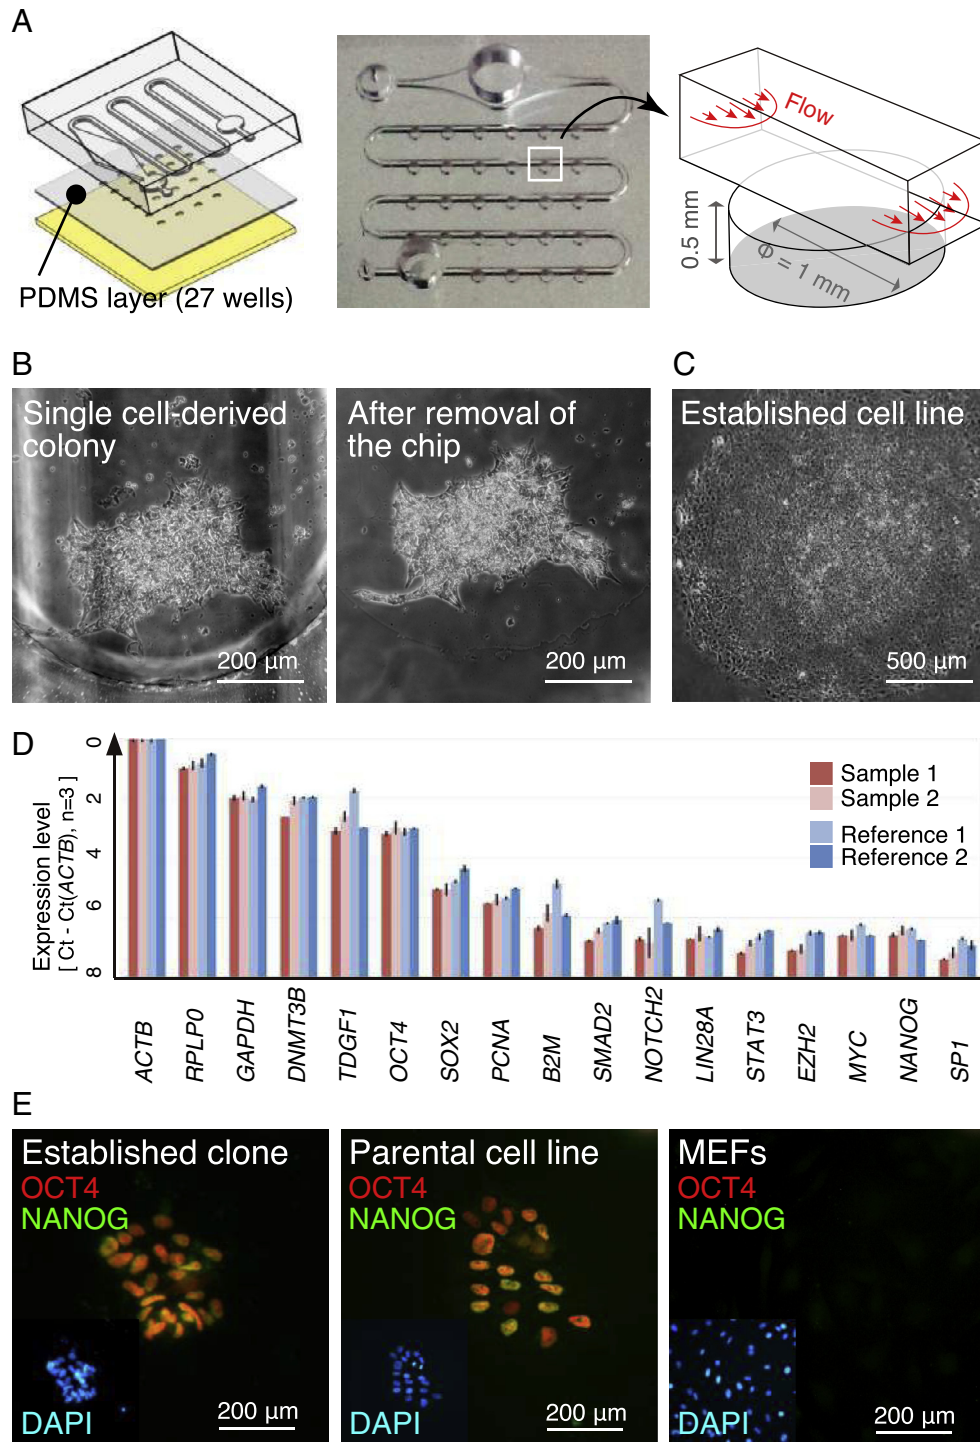 A
PDMS layer (27 wells)
Flow
0.5 mm
Φ = 1 mm
B
Single cell-derived
colony
200 µm
After removal of
the chip
200 µm
C
Established cell line
500 µm
D
Expression level
[ Ct - Ct(ACTB), n=3 ]
0
2
4
6
8
Sample 1
Sample 2
Reference 1
Reference 2
ACTB
RPLP0
GAPDH
DNMT3B
TDGF1
OCT4
SOX2
PCNA
B2M
SMAD2
NOTCH2
LIN28A
STAT3
EZH2
MYC
NANOG
SP1
E
Established clone
OCT4
NANOG
DAPI
200 µm
Parental cell line
OCT4
NANOG
DAPI
200 µm
MEFs
OCT4
NANOG
DAPI
200 µm